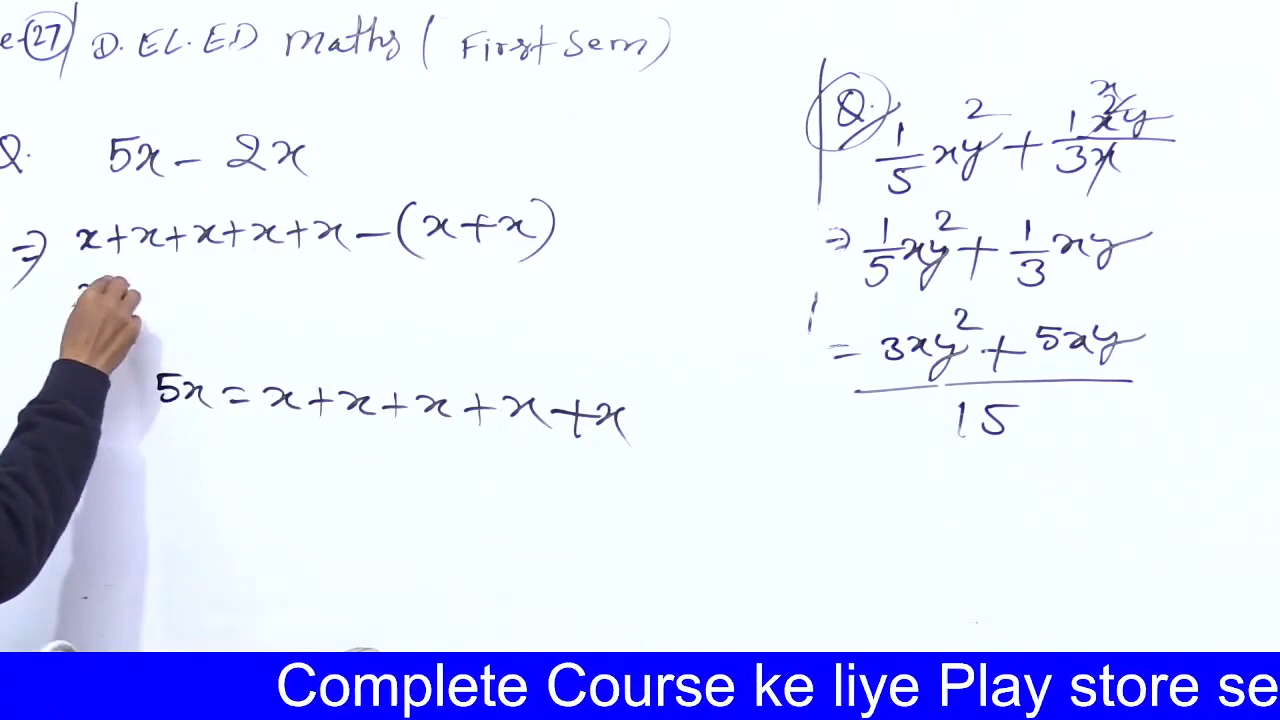 e-(27) D.EL.ED Maths ( First Sem)
Q. 5x - 2x
⇒ x+x+x+x+x-(x+x)
5x = x+x+x+x+x
Q. 1/5 xy² + 1x²y/3x
⇒ 1/5 xy² + 1/3 xy
= 3xy² + 5xy
15
Complete Course ke liye Play store se